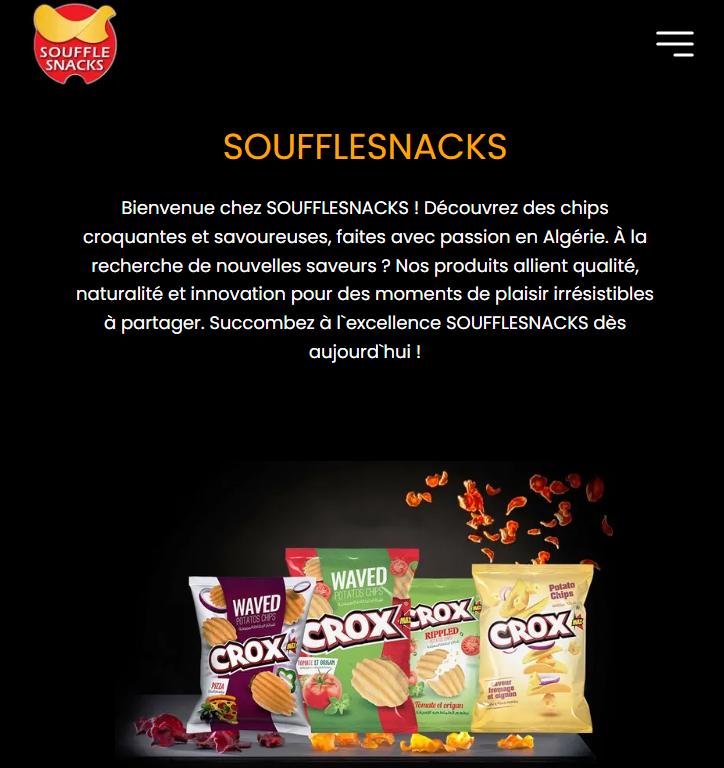 SOUFFLE
SNACKS
SOUFFLESNACKS
Bienvenue chez SOUFFLESNACKS ! Découvrez des chips
croquantes et savoureuses, faites avec passion en Algérie. À la
recherche de nouvelles saveurs ? Nos produits allient qualité,
naturalité et innovation pour des moments de plaisir irrésistibles
à partager. Succombez à l`excellence SOUFFLESNACKS dès
aujourd`hui !
WAVED
POTATOS CHIPS
CROX
PIZZA
WAVED
POTATOS CHIPS
CROX
TOMATE ET ORIGAN
CROX
RIPPLED
Tomate et origan
Potato
Chips
CROX
saveur
fromage
et oignon